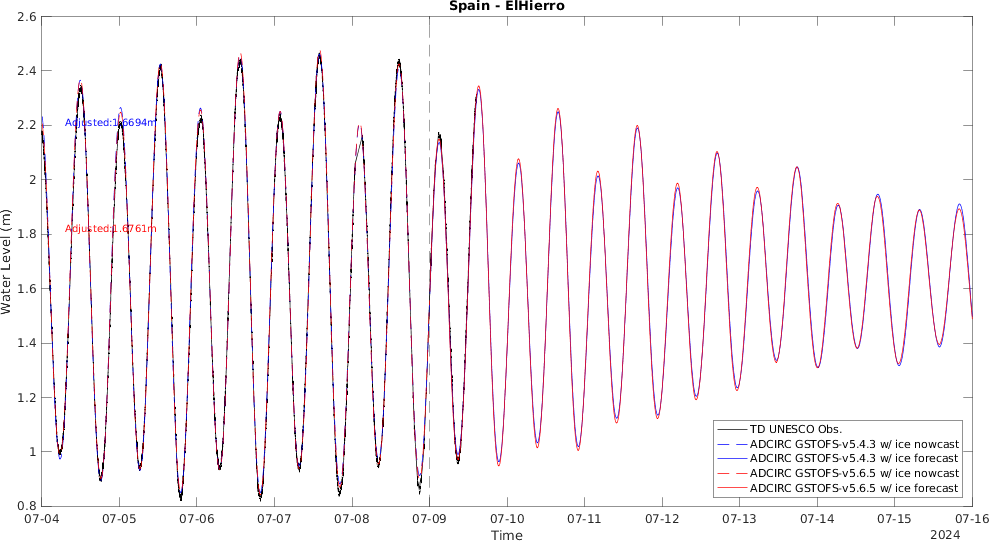 Spain - ElHierro
2.6
2.4
2.2
2
1.8
1.6
1.4
1.2
1
0.8
Water Level (m)
Adjusted:1.6694m
Adjusted:1.6761m
TD UNESCO Obs.
ADCIRC GSTOFS-v5.4.3 w/ ice nowcast
ADCIRC GSTOFS-v5.4.3 w/ ice forecast
ADCIRC GSTOFS-v5.6.5 w/ ice nowcast
ADCIRC GSTOFS-v5.6.5 w/ ice forecast
07-04 07-05 07-06 07-07 07-08 07-09 07-10 07-11 07-12 07-13 07-14 07-15 07-16
Time
2024